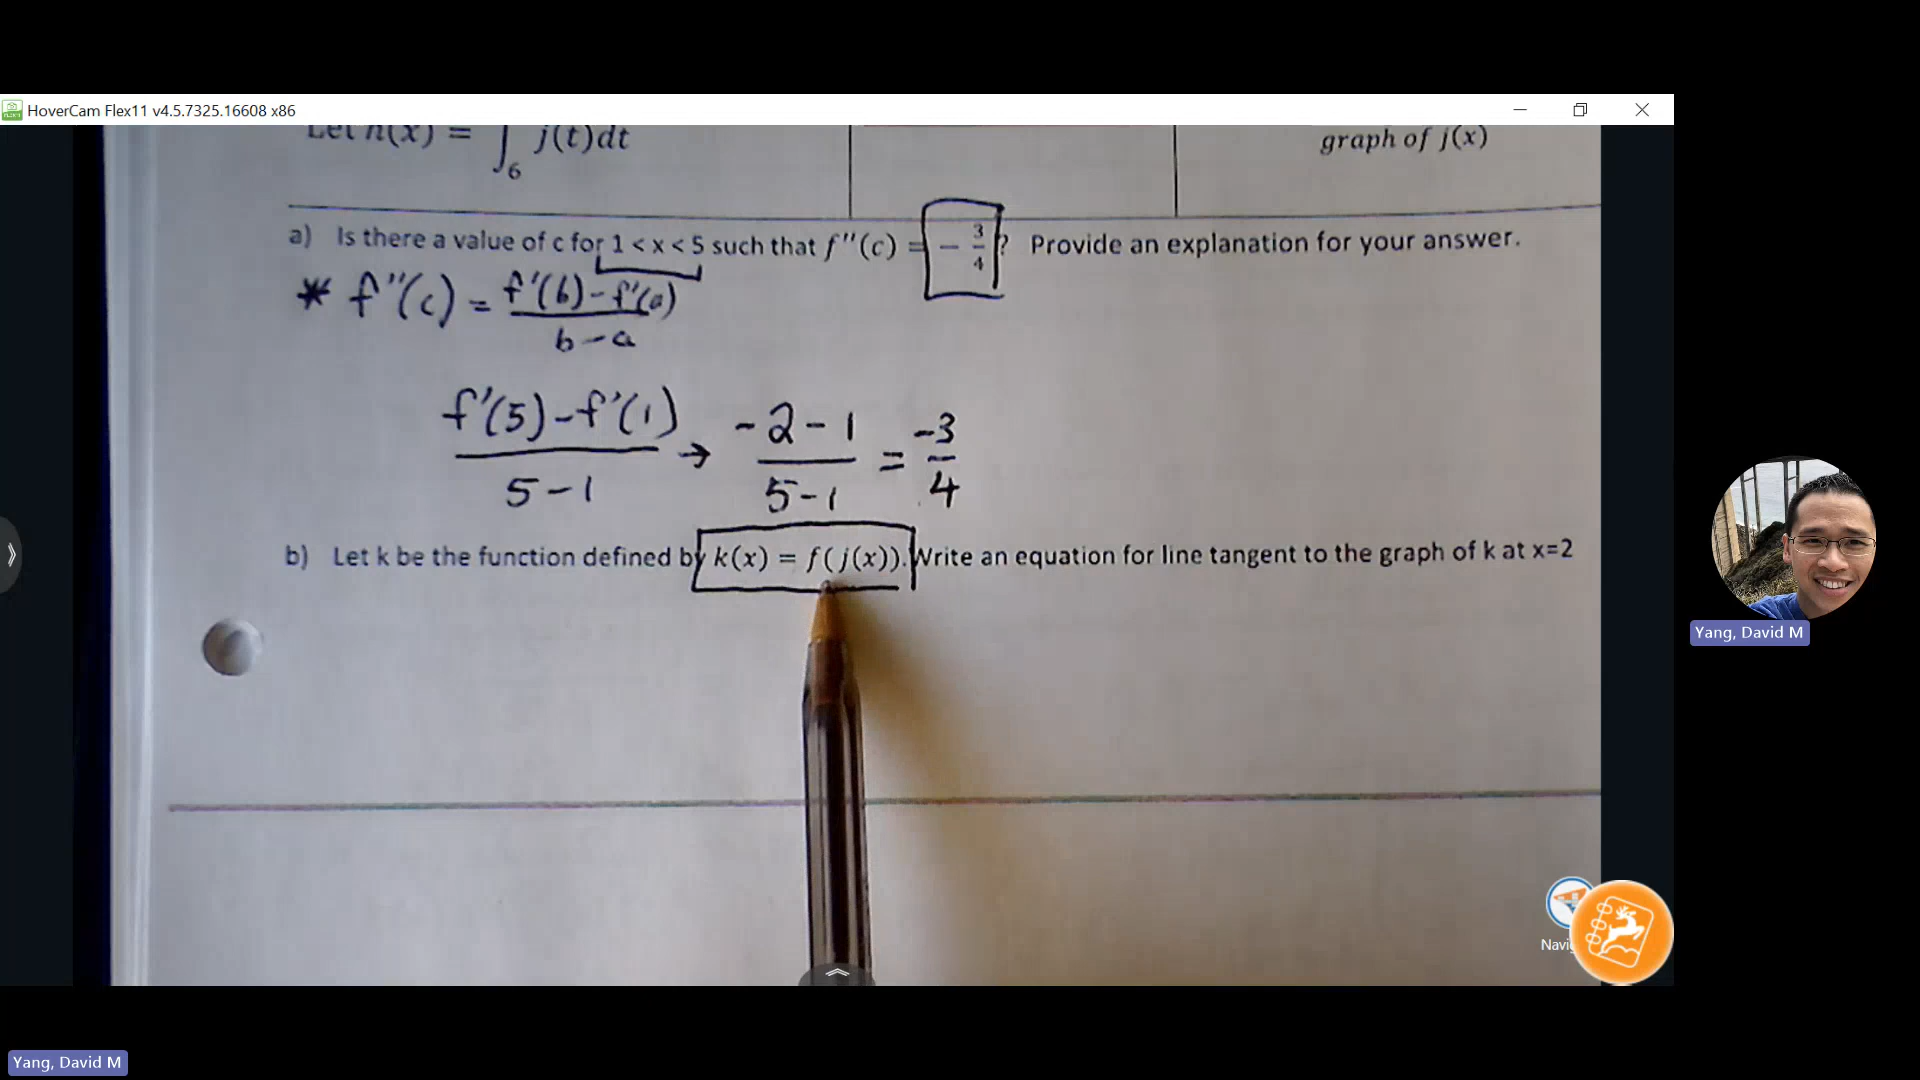 HoverCam Flex11 v4.5.7325.16608 x86
Let h(x) = ∫₆ j(t)dt
graph of j(x)
a) Is there a value of c for 1 < x < 5 such that f''(c) = -3/4? Provide an explanation for your answer.
* f''(c) = f'(b)-f'(a)
b-a
f'(5)-f'(1) → -2-1 = -3
5-1 5-1 4
b) Let k be the function defined by k(x) = f(j(x)). Write an equation for line tangent to the graph of k at x=2
Yang, David M
Yang, David M